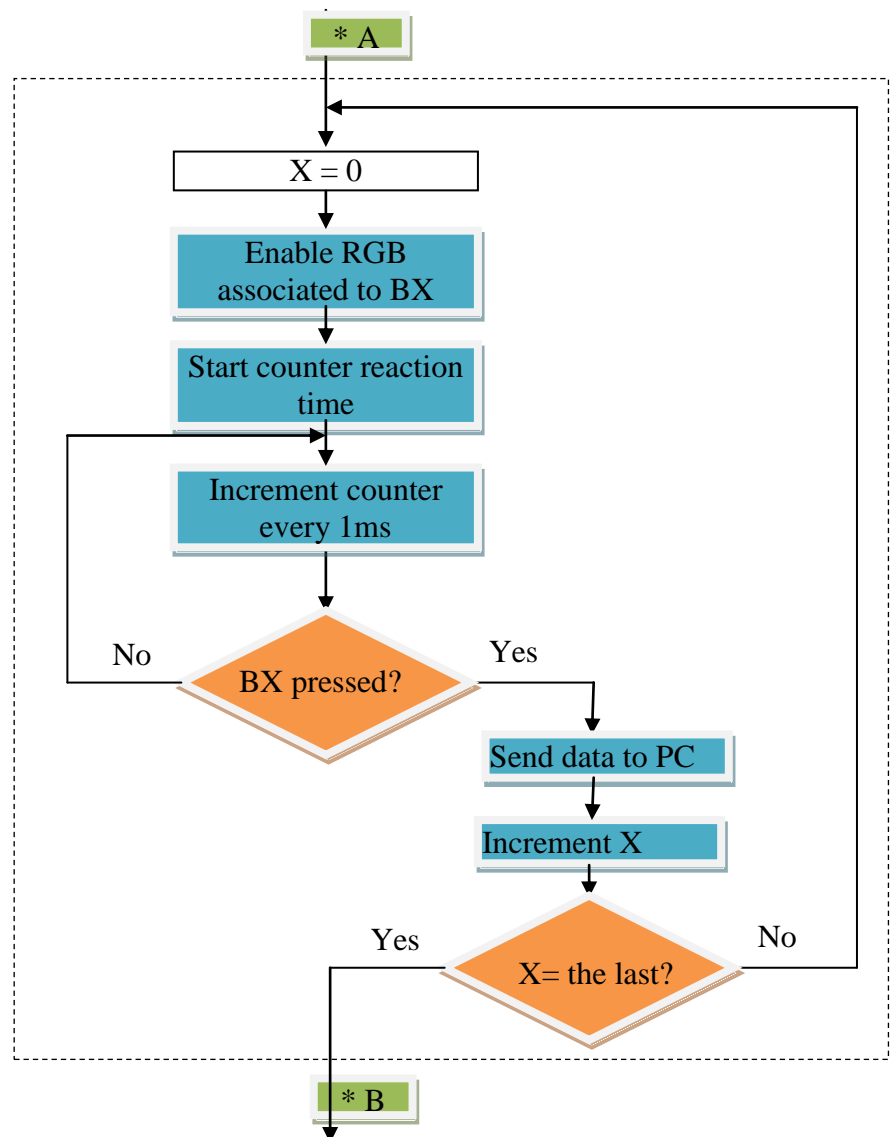 * A
X = 0
Enable RGB
associated to BX
Start counter reaction
time
Increment counter
every 1ms
No
Yes
BX pressed?
Send data to PC
Increment X
Yes
No
X= the last?
* B